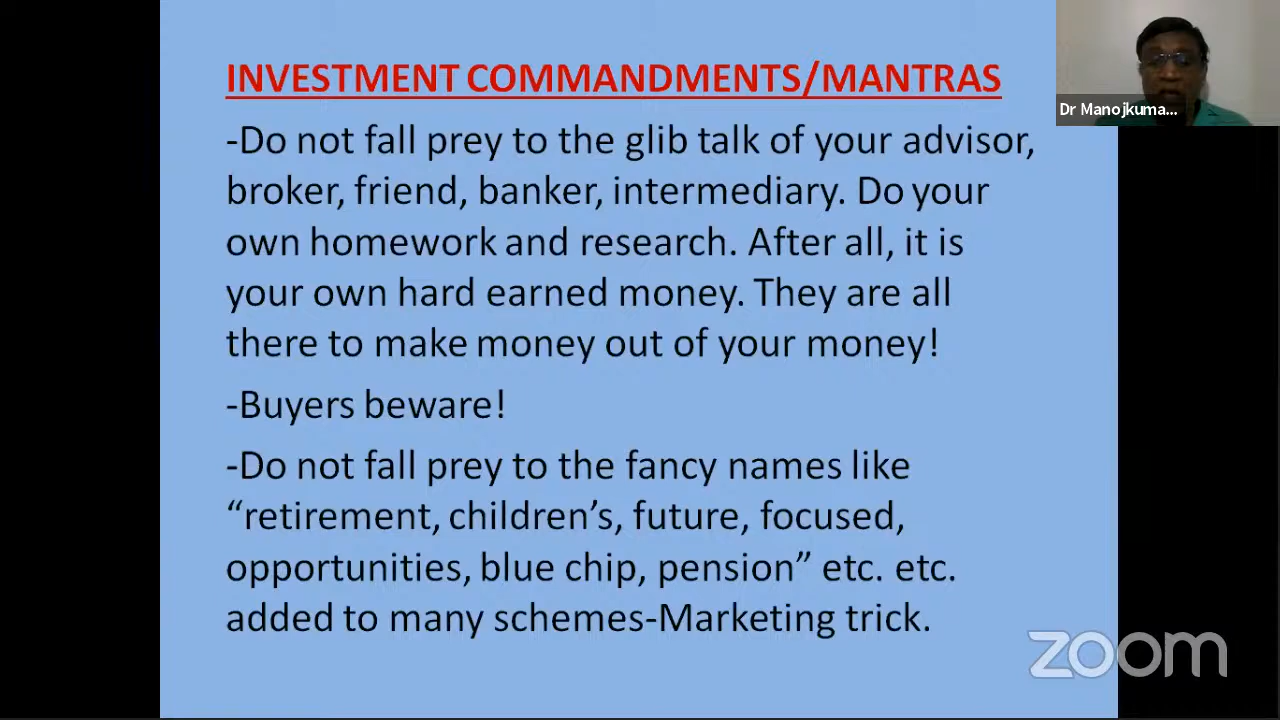 INVESTMENT COMMANDMENTS/MANTRAS
-Do not fall prey to the glib talk of your advisor,
broker, friend, banker, intermediary. Do your
own homework and research. After all, it is
your own hard earned money. They are all
there to make money out of your money!
-Buyers beware!
-Do not fall prey to the fancy names like
“retirement, children’s, future, focused,
opportunities, blue chip, pension” etc. etc.
added to many schemes-Marketing trick.
Dr Manojkuma...
zoom